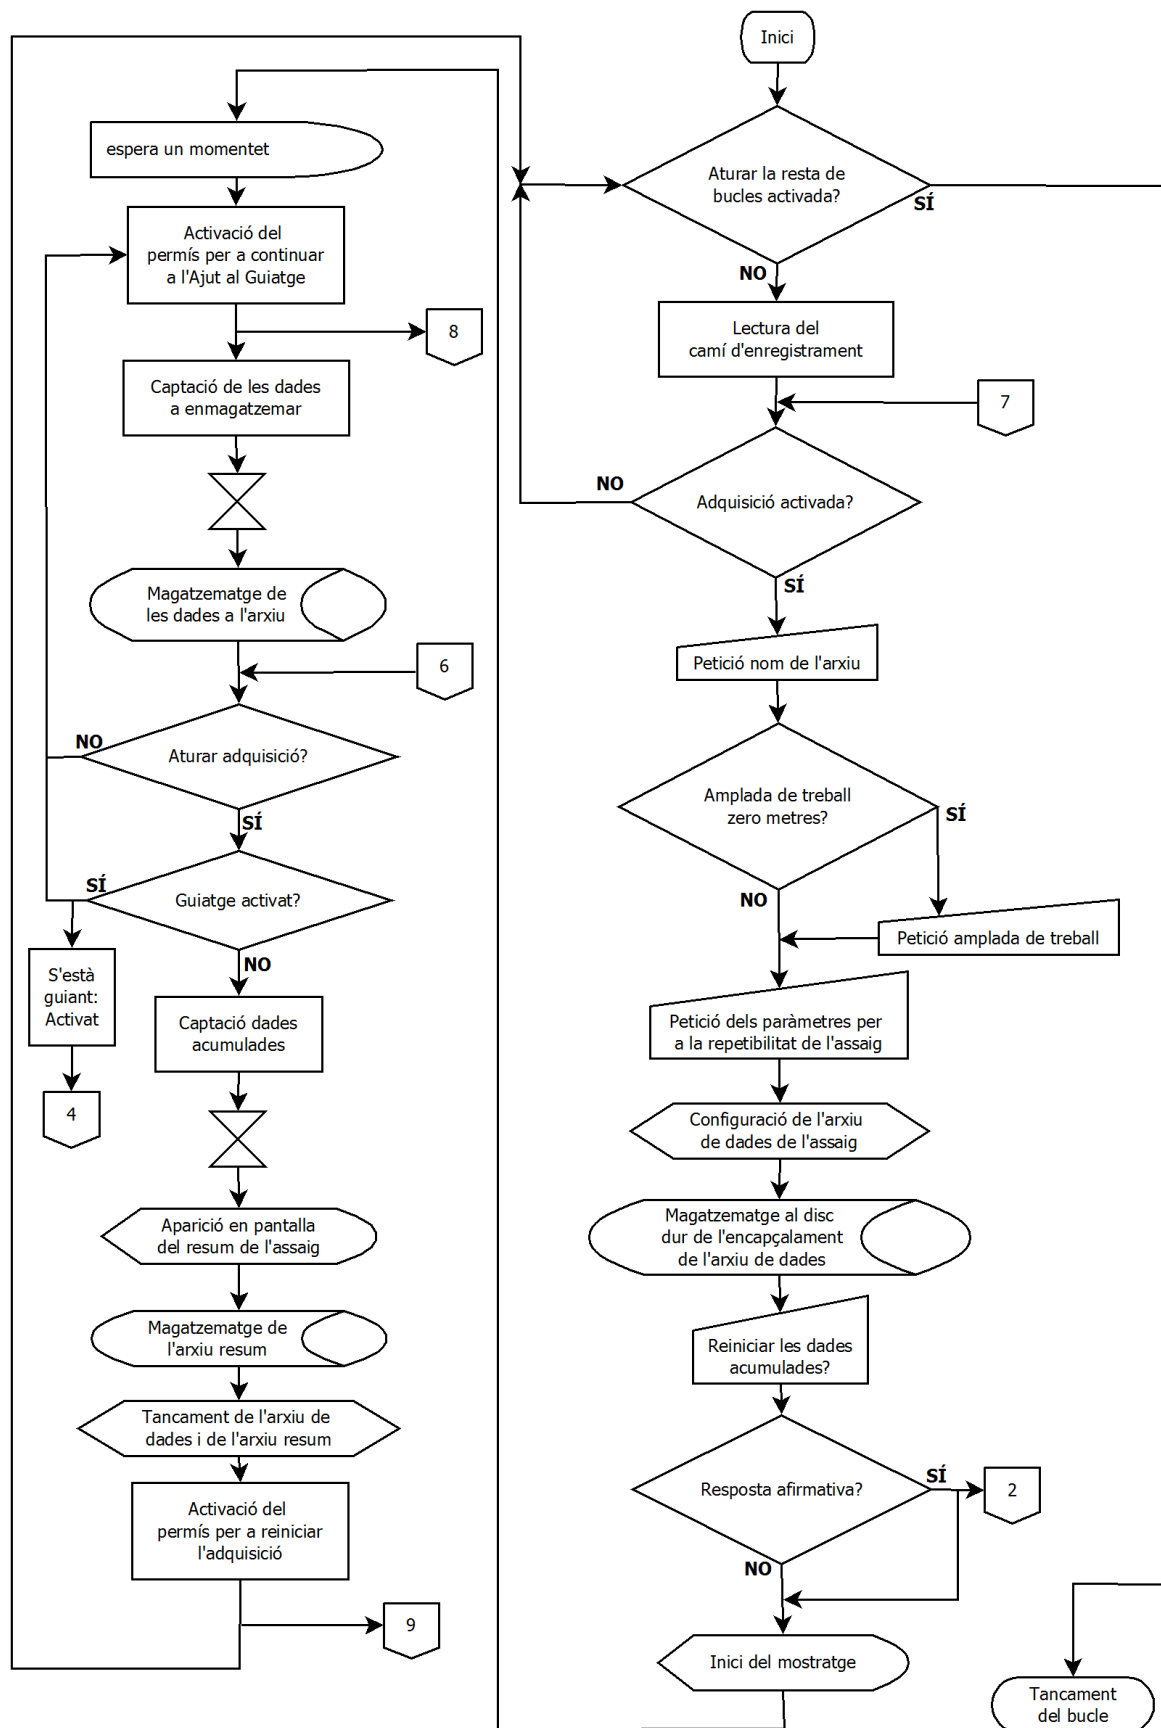 Inici
Aturar la resta de
bucles activada?
SÍ
NO
Lectura del
camí d'enregistrament
7
Adquisició activada?
NO
SÍ
Petició nom de l'arxiu
Amplada de treball
zero metres?
SÍ
NO
Petició amplada de treball
Petició dels paràmetres per
a la repetibilitat de l'assaig
Configuració de l'arxiu
de dades de l'assaig
Magatzematge al disc
dur de l'encapçalament
de l'arxiu de dades
Reiniciar les dades
acumulades?
Resposta afirmativa?
SÍ
2
NO
Inici del mostratge
Tancament
del bucle
espera un momentet
Activació del
permís per a continuar
a l'Ajut al Guiatge
8
Captació de les dades
a enmagatzemar
Magatzematge de
les dades a l'arxiu
6
Aturar adquisició?
NO
SÍ
Guiatge activat?
SÍ
NO
S'està
guiant:
Activat
4
Captació dades
acumulades
Aparició en pantalla
del resum de l'assaig
Magatzematge de
l'arxiu resum
Tancament de l'arxiu de
dades i de l'arxiu resum
Activació del
permís per a reiniciar
l'adquisició
9